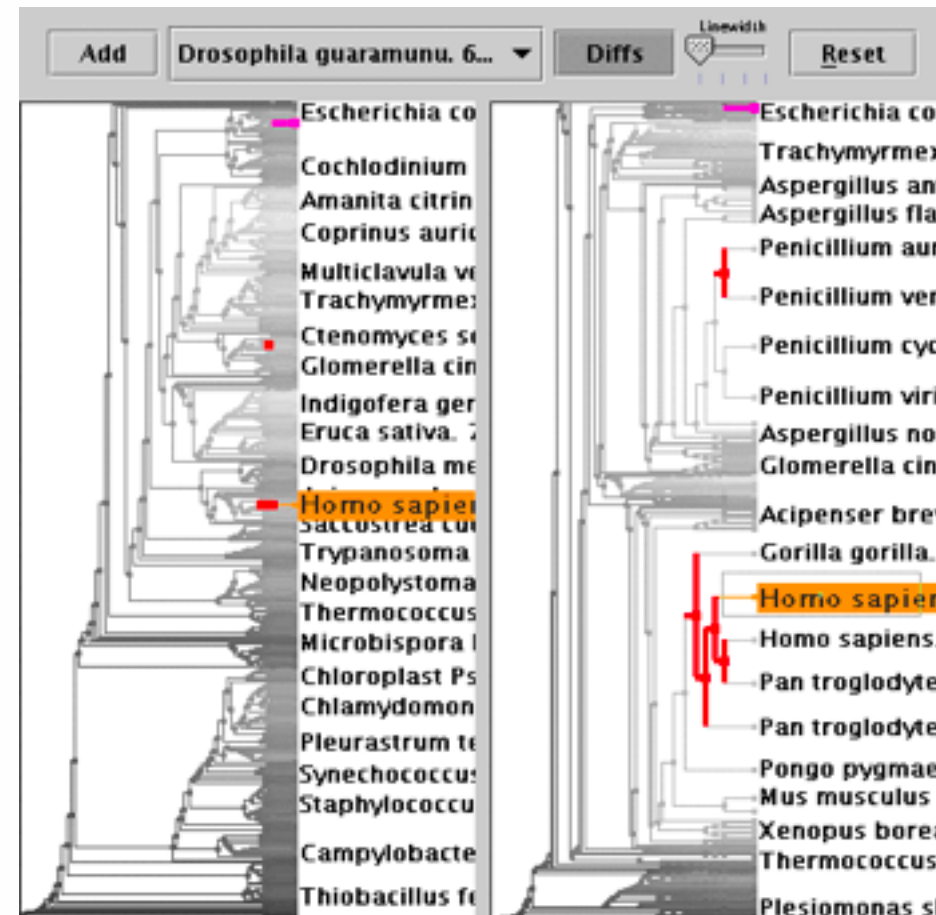 Linewidth
Add
Drosophila guaramunu. 6...
Diffs
Reset
Escherichia co
Cochlodinium
Amanita citrin
Coprinus auric
Multiclavula ve
Trachymyrmex
Ctenomyces se
Glomerella cin
Indigofera ger
Eruca sativa. 2
Drosophila me
Homo sapien
Saccostrea cu
Trypanosoma
Neopolystoma
Thermococcus
Microbispora
Chloroplast Ps
Chlamydomon
Pleurastrum te
Synechococcus
Staphylococcu
Campylobacte
Thiobacillus fe
Escherichia co
Trachymyrmex
Aspergillus an
Aspergillus fla
Penicillium aur
Penicillium ver
Penicillium cyc
Penicillium viri
Aspergillus no
Glomerella cin
Acipenser brev
Gorilla gorilla.
Homo sapien
Homo sapiens.
Pan troglodyte
Pan troglodyte
Pongo pygmae
Mus musculus
Xenopus borea
Thermococcus
Plesiomonas sh